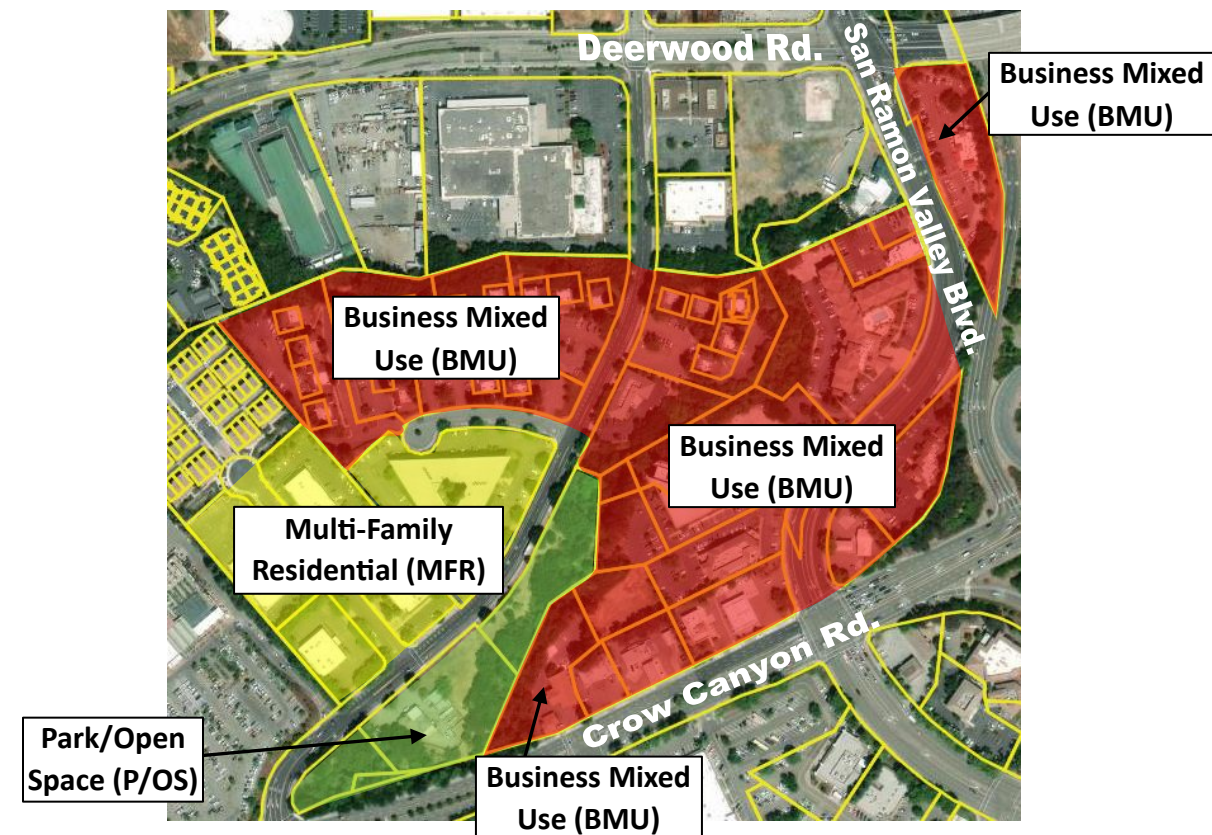 Deerwood Rd.
San Ramon Valley Blvd.
Business Mixed
Use (BMU)
Business Mixed
Use (BMU)
Business Mixed
Use (BMU)
Multi-Family
Residential (MFR)
Crow Canyon Rd.
Park/Open
Space (P/OS)
Business Mixed
Use (BMU)